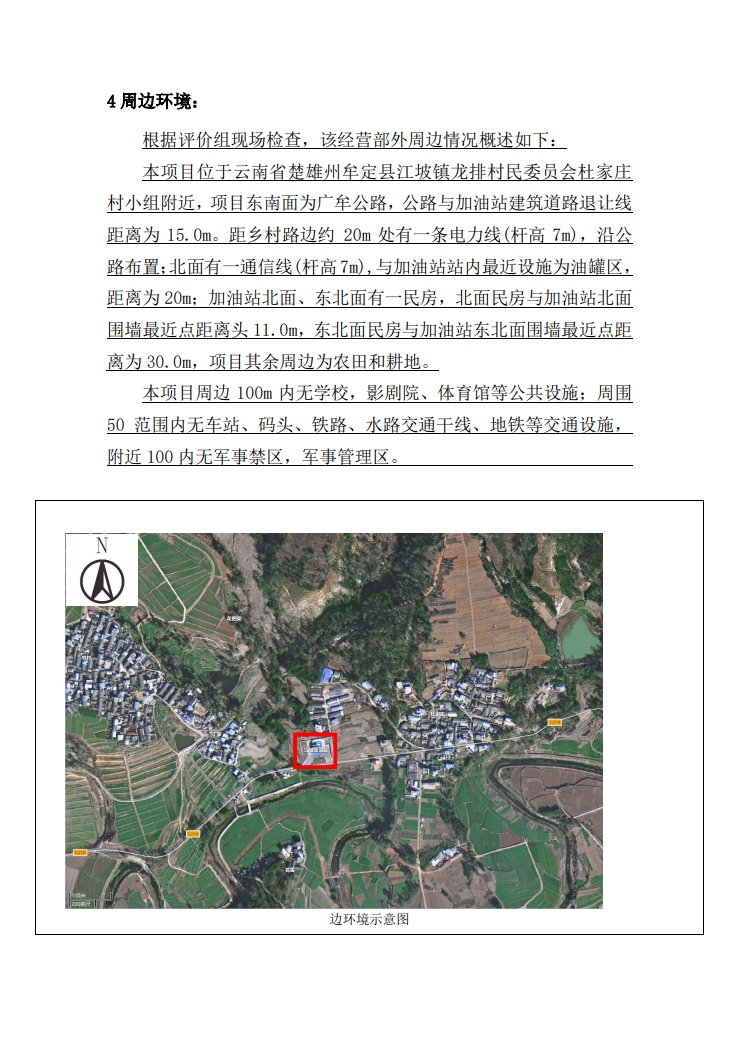 4 周边环境：
根据评价组现场检查，该经营部外周边情况概述如下：
本项目位于云南省楚雄州牟定县江坡镇龙排村民委员会杜家庄
村小组附近，项目东南面为广牟公路，公路与加油站建筑道路退让线
距离为 15.0m。距乡村路边约 20m 处有一条电力线(杆高 7m)，沿公
路布置；北面有一通信线(杆高 7m),与加油站站内最近设施为油罐区，
距离为 20m；加油站北面、东北面有一民房，北面民房与加油站北面
围墙最近点距离头 11.0m，东北面民房与加油站东北面围墙最近点距
离为 30.0m，项目其余周边为农田和耕地。
本项目周边 100m 内无学校，影剧院、体育馆等公共设施；周围
50 范围内无车站、码头、铁路、水路交通干线、地铁等交通设施，
附近 100 内无军事禁区，军事管理区。
N
S218
S218
S218
100米
边环境示意图